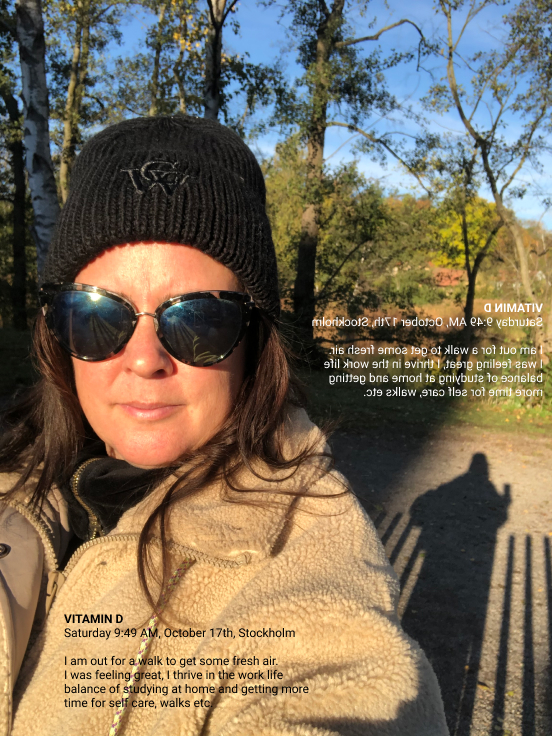 VITAMIN D
Saturday 9:49 AM, October 17th, Stockholm
I am out for a walk to get some fresh air.
I was feeling great, I thrive in the work life
balance of studying at home and getting
more time for self care, walks etc.
VITAMIN D
Saturday 9:49 AM, October 17th, Stockholm
I am out for a walk to get some fresh air.
I was feeling great, I thrive in the work life
balance of studying at home and getting more
time for self care, walks etc.